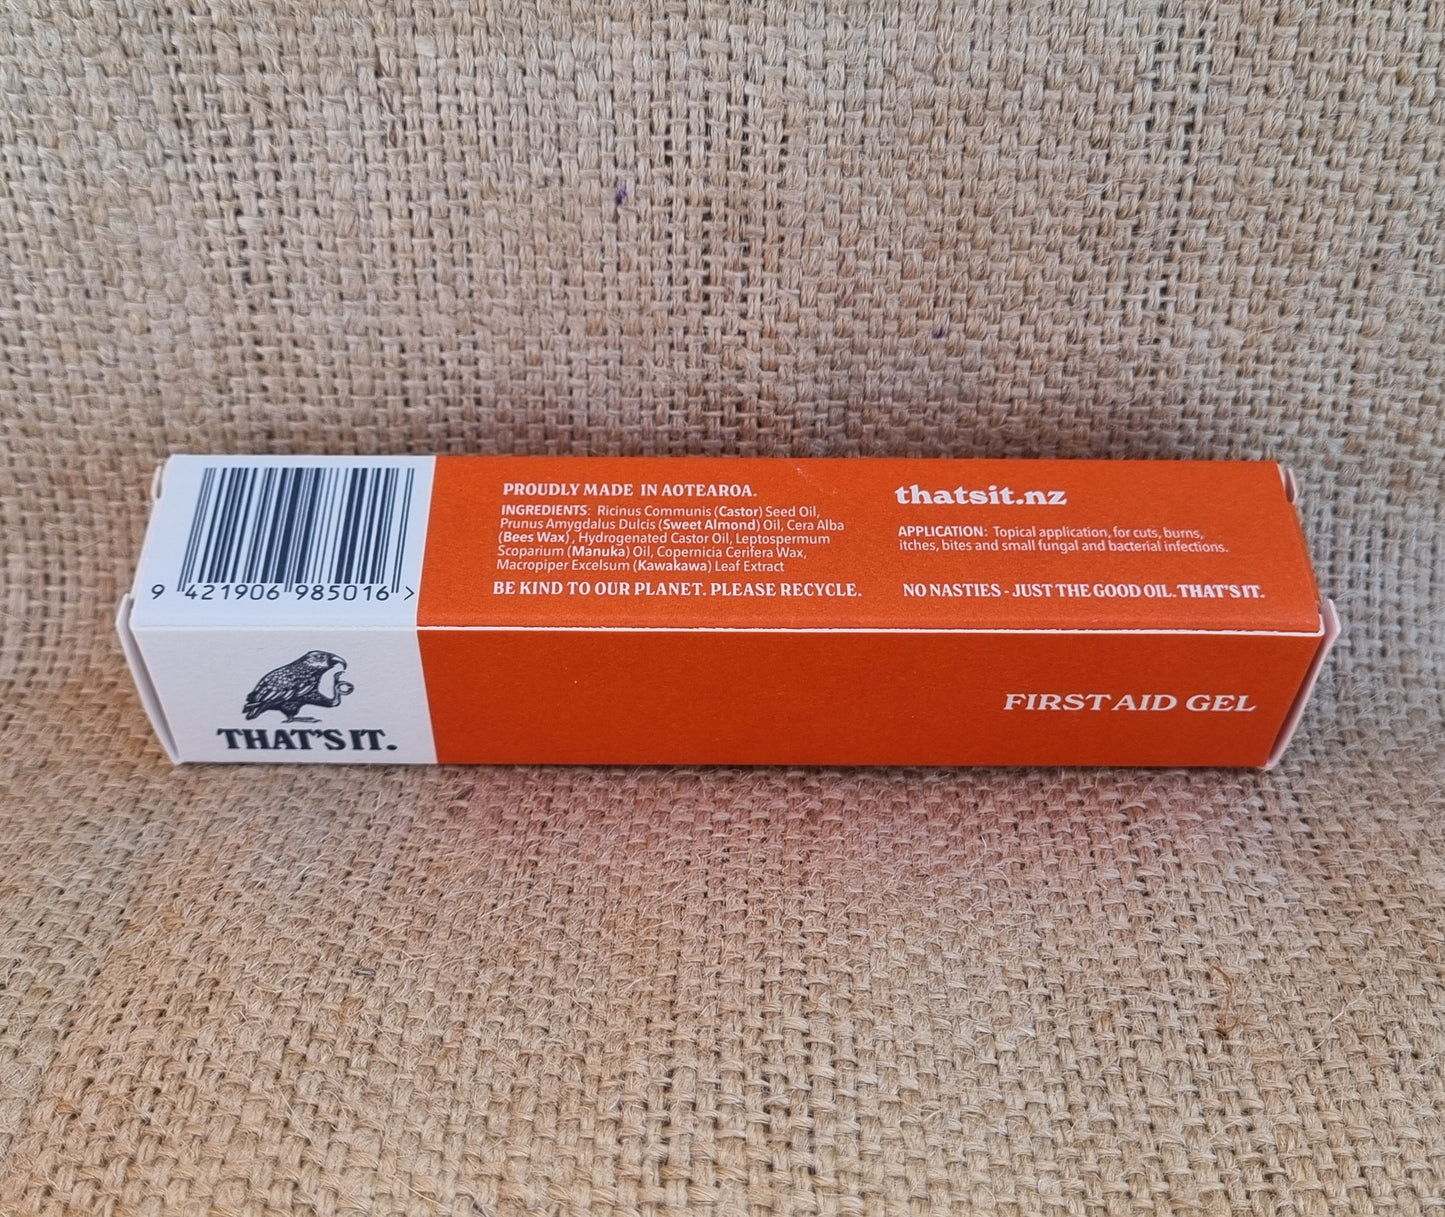 9 421906 985016 >
PROUDLY MADE IN AOTEAROA.
INGREDIENTS: Ricinus Communis (Castor) Seed Oil,
Prunus Amygdalus Dulcis (Sweet Almond) Oil, Cera Alba
(Bees Wax) , Hydrogenated Castor Oil, Leptospermum
Scoparium (Manuka) Oil, Copernicia Cerifera Wax,
Macropiper Excelsum (Kawakawa) Leaf Extract
BE KIND TO OUR PLANET. PLEASE RECYCLE.
thatsit.nz
APPLICATION: Topical application, for cuts, burns,
itches, bites and small fungal and bacterial infections.
NO NASTIES - JUST THE GOOD OIL. THAT'S IT.
THAT'S IT.
FIRST AID GEL